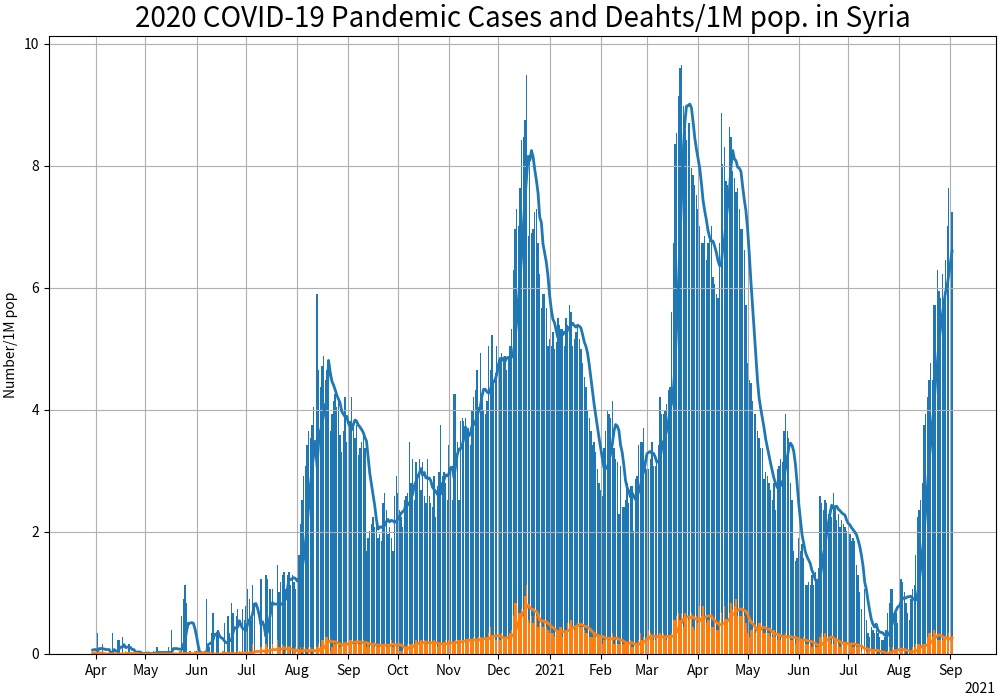 2020 COVID-19 Pandemic Cases and Deahts/1M pop. in Syria
Number/1M pop
10
8
6
4
2
0
Apr May Jun Jul Aug Sep Oct Nov Dec 2021 Feb Mar Apr May Jun Jul Aug Sep
2021